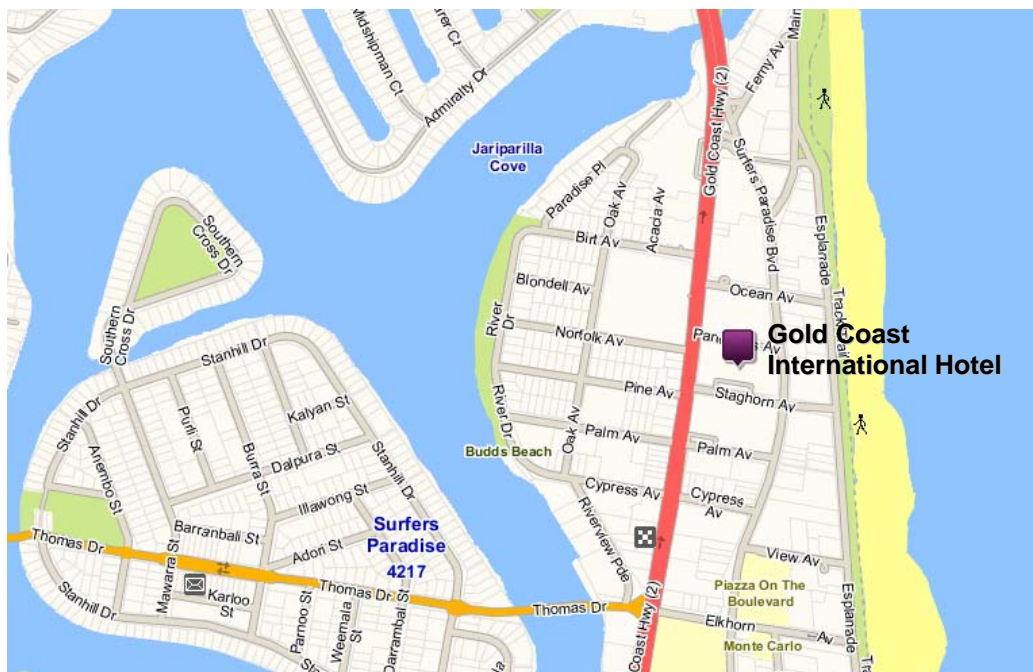 Midshipman Ct
Admiralty Dr
Jariparilla
Cove
Gold Coast Hwy (2)
Ferny Av
Main
Surfers Paradise Blvd
Esplanade
Paradise Pl
Oak Av
Acacia Av
Birt Av
Southern
Cross Dr
Southern
Cross Dr
Blondell Av
Ocean Av
River
Dr
Norfolk Av
Gold Coast
International Hotel
Stanhill Dr
Pine Av
Staghorn Av
Stanhill Dr
Kalyan St
Purli St
River Dr
Oak Av
Palm Av
Palm Av
Budds Beach
Anembo St
Burra St
Dalpura St
Stanhill Dr
Illawong St
Cypress Av
Cypress
Av
Riverview Pde
Barranbali St
Surfers
Paradise
4217
Thomas Dr
Adori St
View Av
Mawarra St
Karloo
St
Thomas Dr
Thomas Dr
Piazza On The
Boulevard
Stanhill Dr
Parnoo St
Weemala
St
Darrambal St
Coast Hwy (2)
Elkhorn Av
Monte Carlo
Esplanade